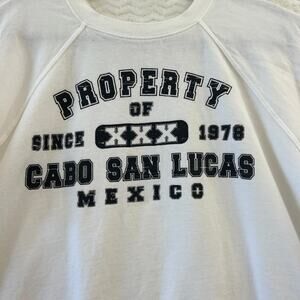 PROPERTY
OF
SINCE XXX 1978
CABO SAN LUCAS
MEXICO